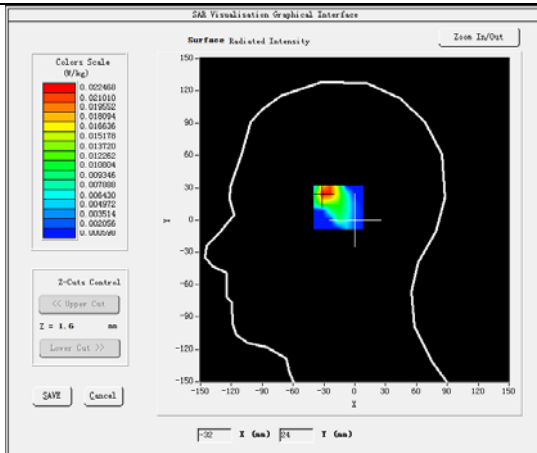 SAR Visualisation Graphical Interface
Surface Radiated Intensity
Zoom In/Out
Colors Scale
(W/kg)
0.022468
0.021010
0.019552
0.018094
0.016636
0.015178
0.013720
0.012262
0.010804
0.009346
0.007888
0.006430
0.004972
0.003514
0.002056
0.000598
Z-Cuts Control
<< Upper Cut
Z = 1.6 mm
Lower Cut >>
SAVE Cancel
150
120
90
60
30
0
-30
-60
-90
-120
-150
Y
-150 -120 -90 -60 -30 0 30 60 90 120 150
X
-32 X (mm) 24 Y (mm)